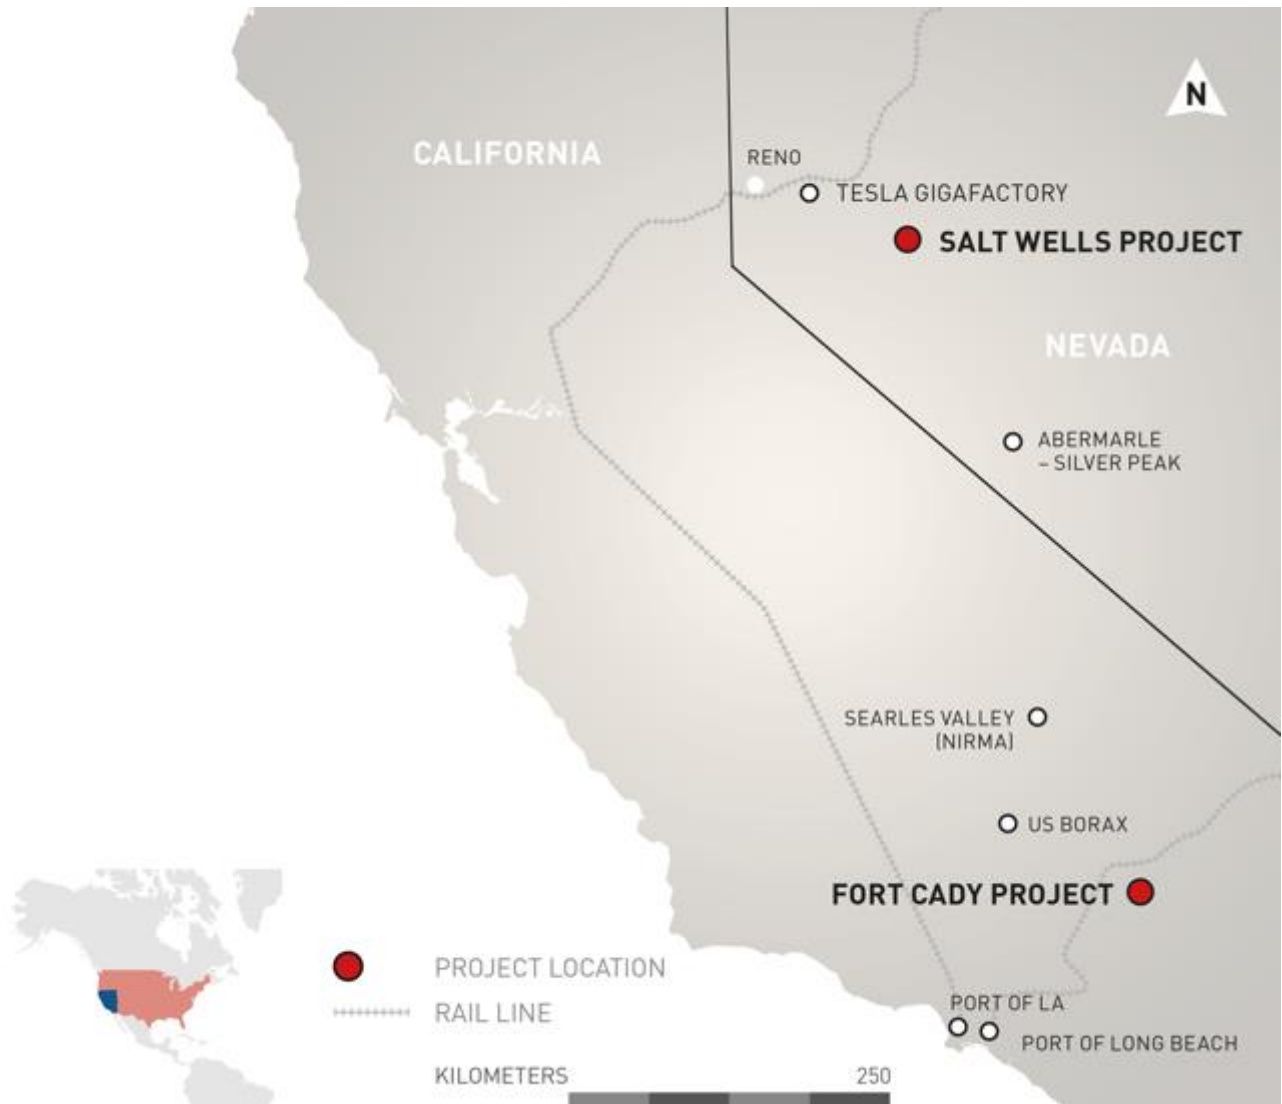 N
CALIFORNIA
RENO
TESLA GIGAFACTORY
SALT WELLS PROJECT
NEVADA
ABERMARLE
– SILVER PEAK
SEARLES VALLEY
(NIRMA)
US BORAX
FORT CADY PROJECT
PROJECT LOCATION
RAIL LINE
PORT OF LA
PORT OF LONG BEACH
KILOMETERS 250